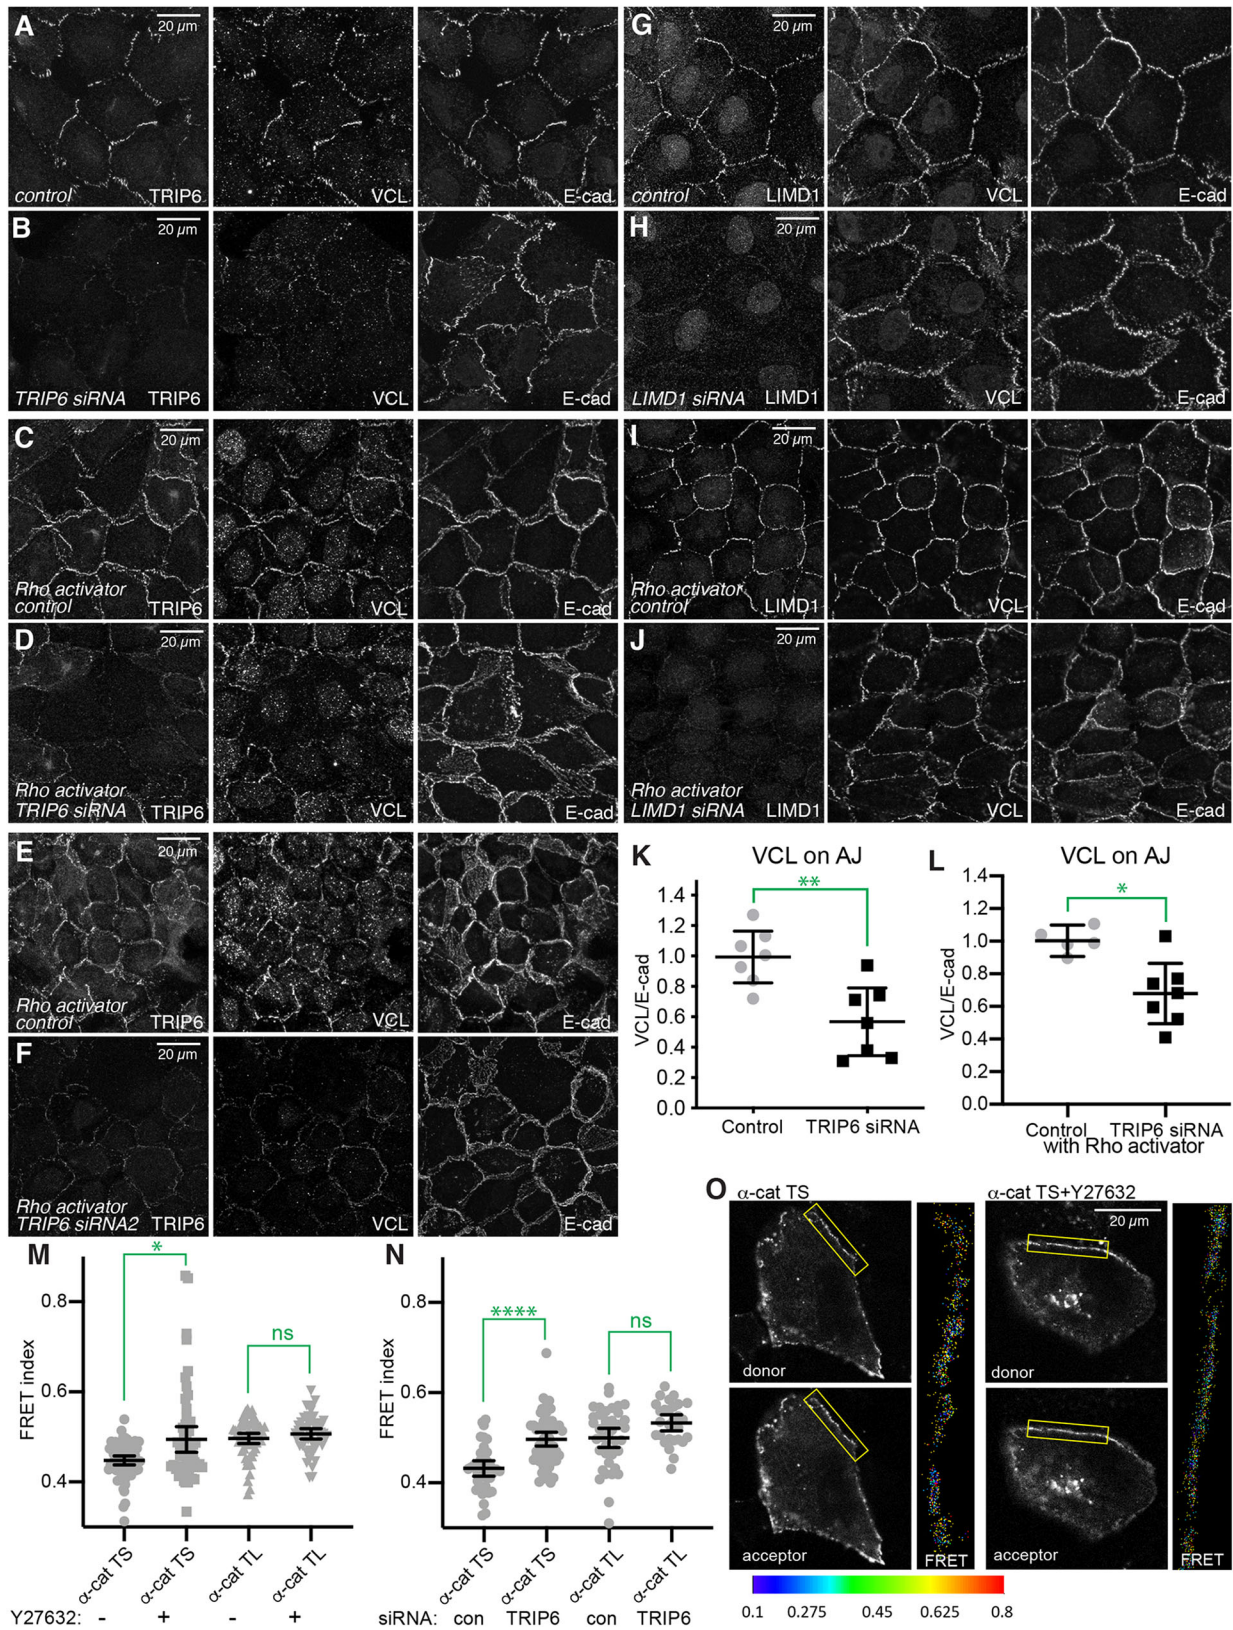 A
20 µm
control
TRIP6
VCL
E-cad
B
20 µm
TRIP6 siRNA
TRIP6
VCL
E-cad
C
20 µm
Rho activator
control
TRIP6
VCL
E-cad
D
20 µm
Rho activator
TRIP6 siRNA
TRIP6
VCL
E-cad
E
20 µm
Rho activator
control
TRIP6
VCL
E-cad
F
20 µm
Rho activator
TRIP6 siRNA2
TRIP6
VCL
E-cad
G
20 µm
control
LIMD1
VCL
E-cad
H
20 µm
LIMD1 siRNA
LIMD1
VCL
E-cad
I
20 µm
Rho activator
control
LIMD1
VCL
E-cad
J
20 µm
Rho activator
LIMD1 siRNA
LIMD1
VCL
E-cad
K
VCL on AJ
**
1.4
1.2
1.0
0.8
0.6
0.4
0.2
0.0
VCL/E-cad
Control
TRIP6 siRNA
L
VCL on AJ
*
1.4
1.2
1.0
0.8
0.6
0.4
0.2
0.0
VCL/E-cad
Control
TRIP6 siRNA
with Rho activator
M
*
ns
0.8
0.6
0.4
FRET index
α-cat TS
α-cat TS
α-cat TL
α-cat TL
Y27632: - + - +
N
****
ns
0.8
0.6
0.4
FRET index
α-cat TS
α-cat TS
α-cat TL
α-cat TL
siRNA: con TRIP6 con TRIP6
O
α-cat TS
α-cat TS+Y27632
20 µm
donor
donor
acceptor
FRET
acceptor
FRET
0.1 0.275 0.45 0.625 0.8